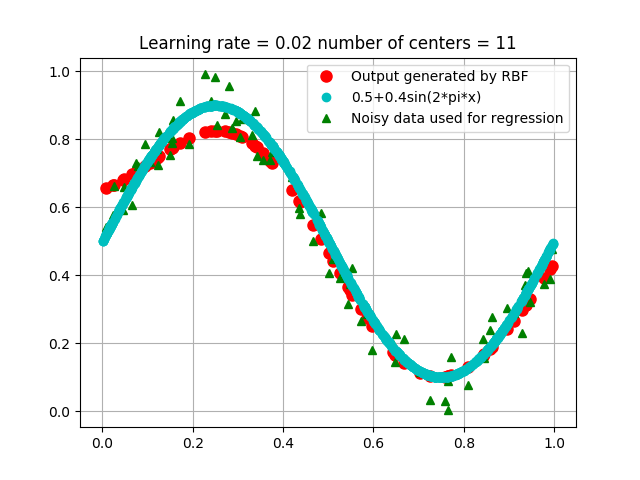 Learning rate = 0.02 number of centers = 11
Output generated by RBF
0.5+0.4sin(2*pi*x)
Noisy data used for regression
1.0
0.8
0.6
0.4
0.2
0.0
0.0 0.2 0.4 0.6 0.8 1.0